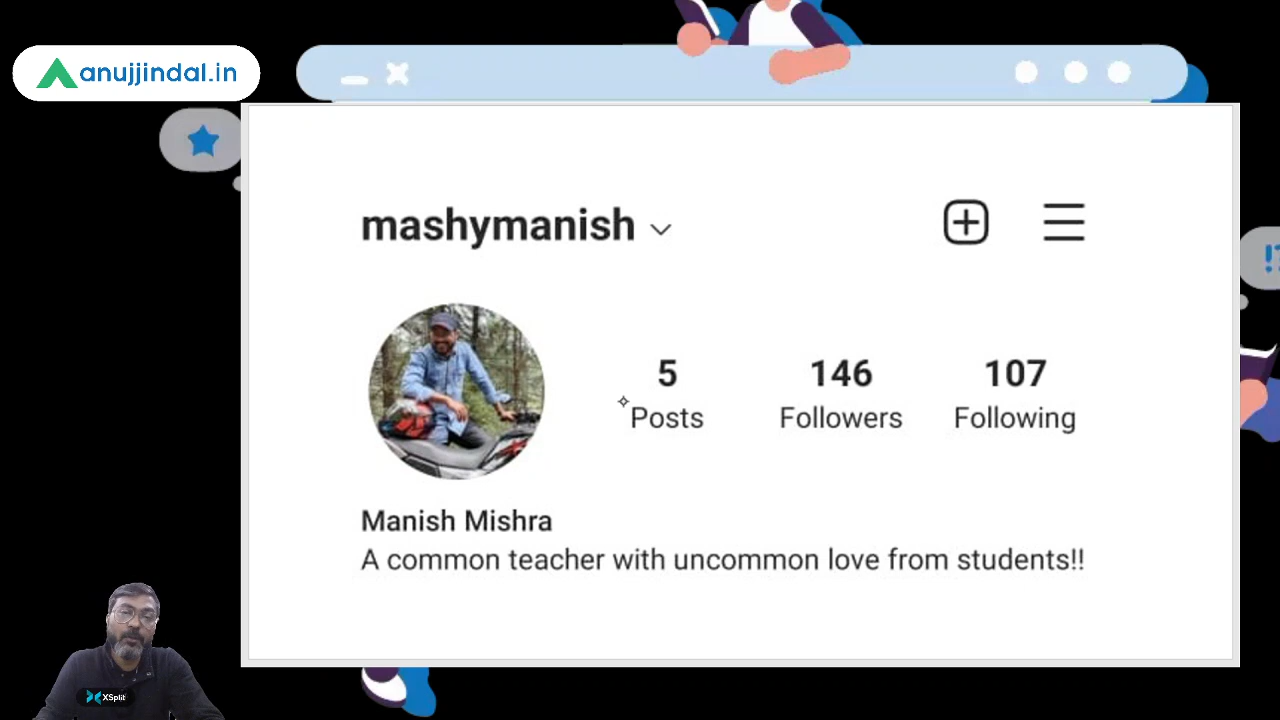 anujjindal.in
mashymanish
5 146 107
Posts Followers Following
Manish Mishra
A common teacher with uncommon love from students!!
XSplit